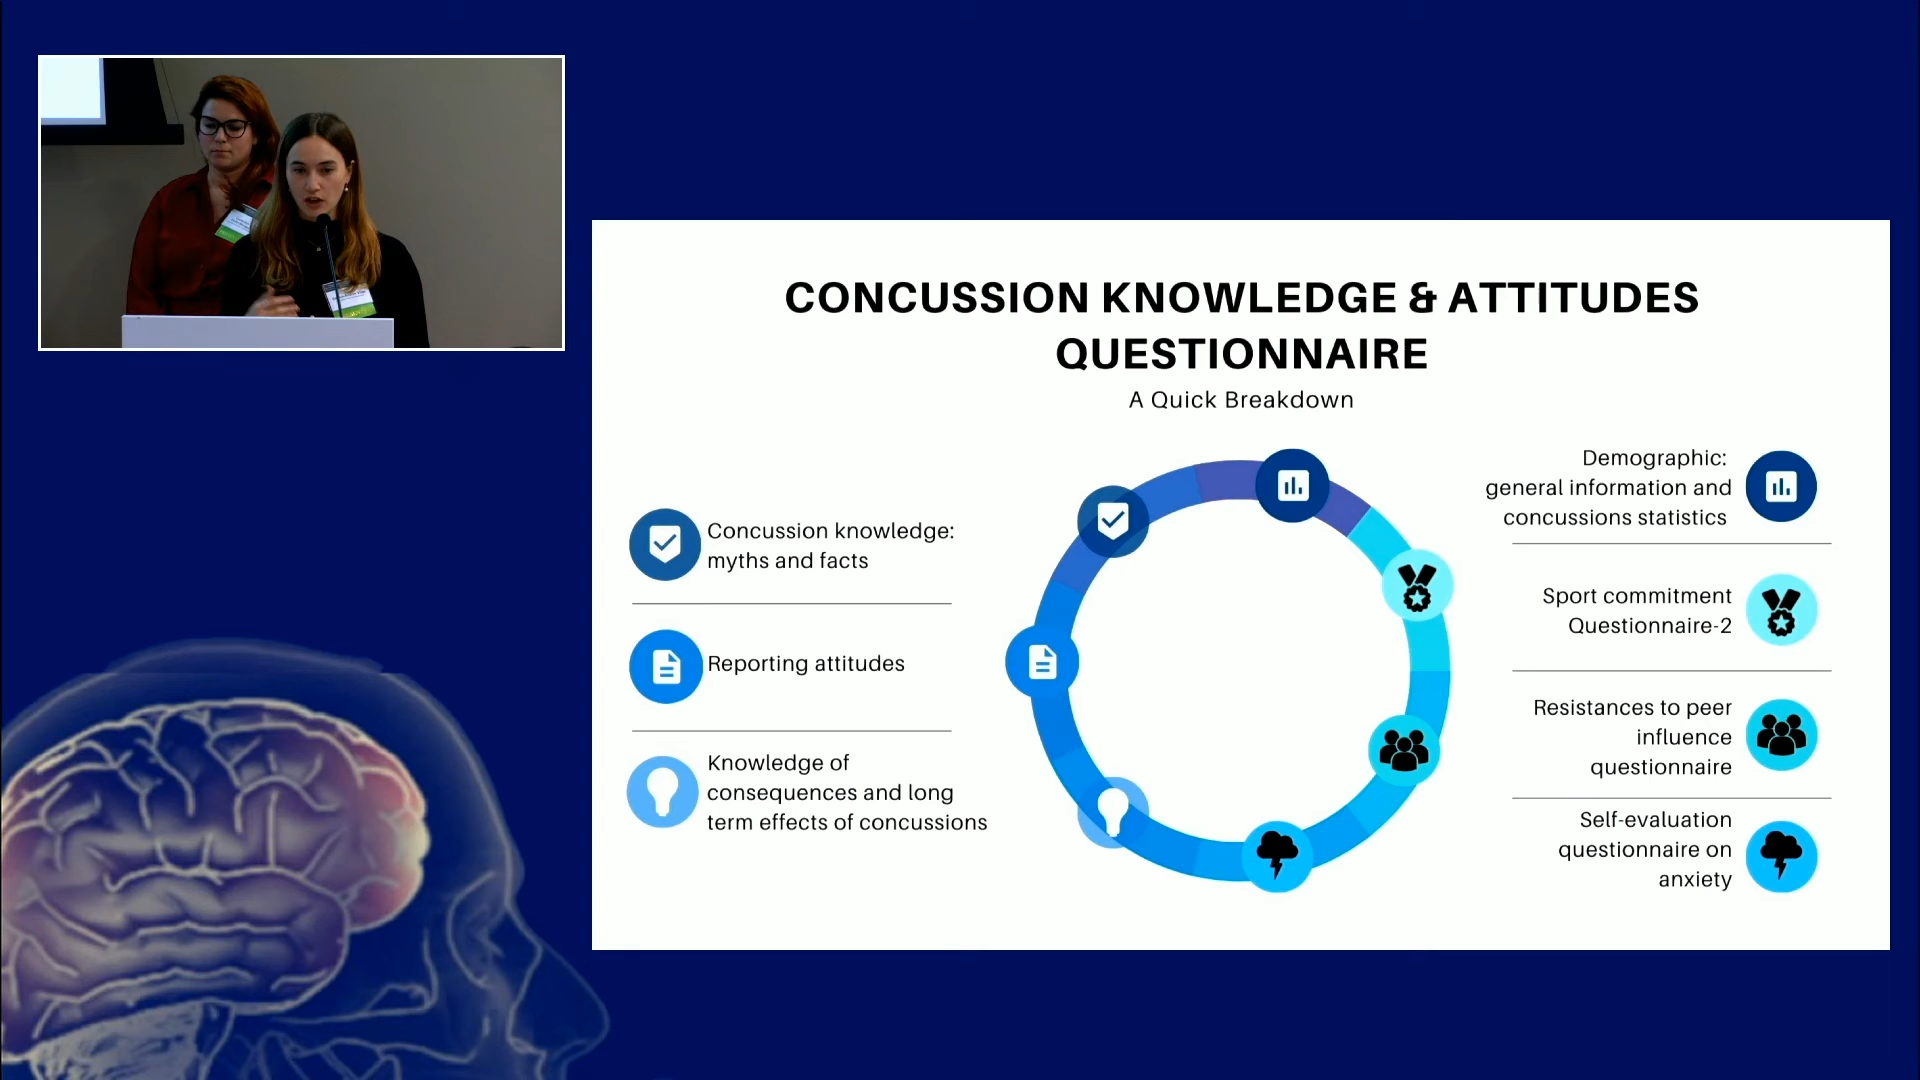 CONCUSSION KNOWLEDGE & ATTITUDES
QUESTIONNAIRE
A Quick Breakdown
Concussion knowledge:
myths and facts
Reporting attitudes
Knowledge of
consequences and long
term effects of concussions
Demographic:
general information and
concussions statistics
Sport commitment
Questionnaire-2
Resistances to peer
influence
questionnaire
Self-evaluation
questionnaire on
anxiety